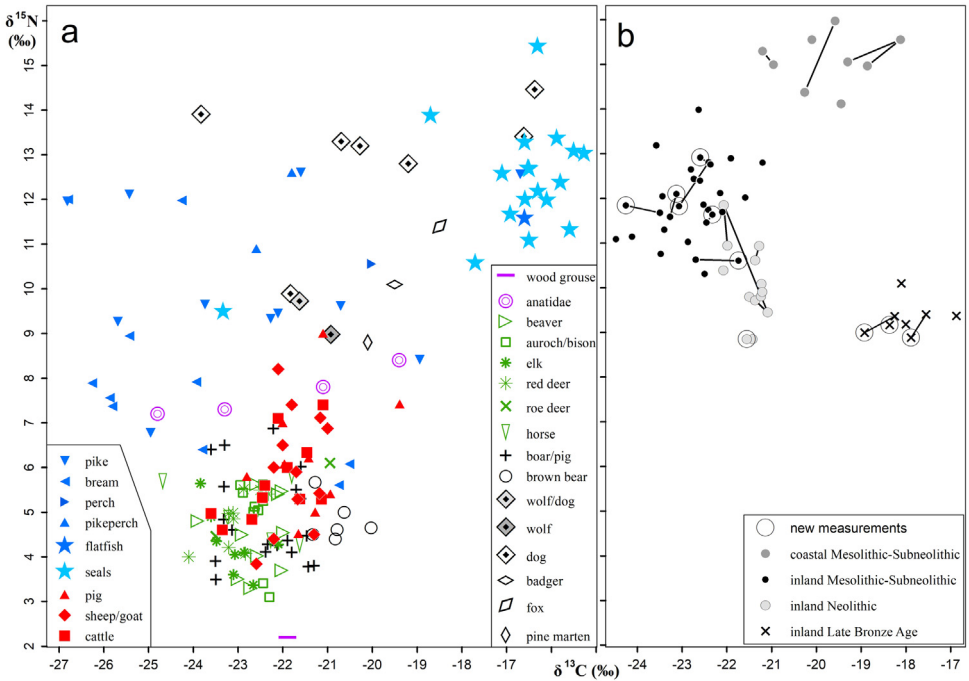 δ¹⁵N
(‰)
a
b
15
14
13
12
11
10
9
8
7
6
5
4
3
2
wood grouse
anatidae
beaver
auroch/bison
elk
red deer
roe deer
horse
boar/pig
brown bear
wolf/dog
wolf
dog
badger
fox
pine marten
pike
bream
perch
pikeperch
flatfish
seals
pig
sheep/goat
cattle
new measurements
coastal Mesolithic-Subneolithic
inland Mesolithic-Subneolithic
inland Neolithic
inland Late Bronze Age
-27 -26 -25 -24 -23 -22 -21 -20 -19 -17 -16 -24 -23 -22 -21 -20 -19 -18 -17
δ¹³C (‰)